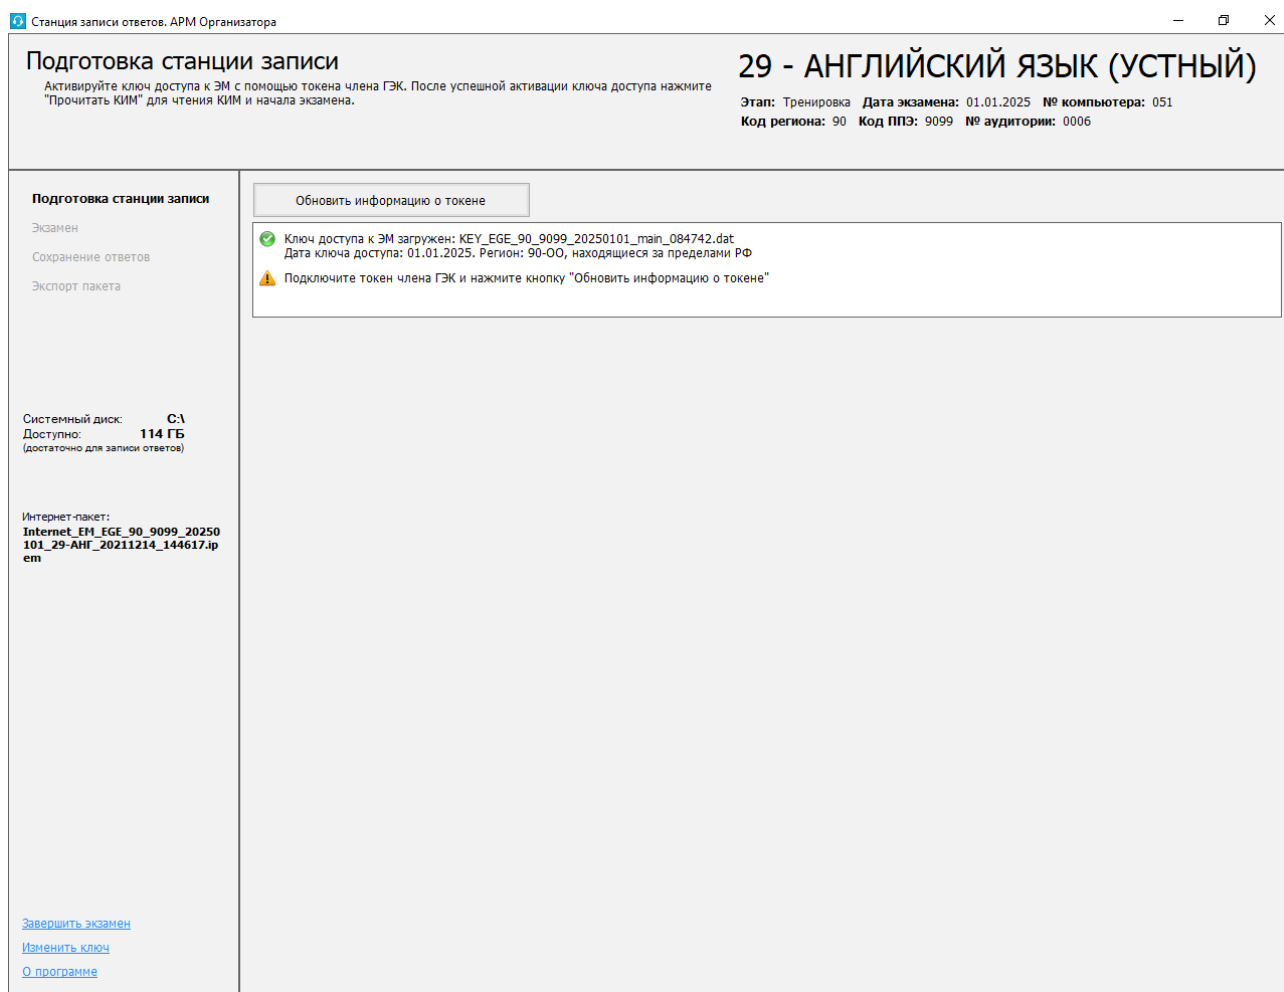 Станция записи ответов. АРМ Организатора
Подготовка станции записи
Активируйте ключ доступа к ЭМ с помощью токена члена ГЭК. После успешной активации ключа доступа нажмите
"Прочитать КИМ" для чтения КИМ и начала экзамена.
29 - АНГЛИЙСКИЙ ЯЗЫК (УСТНЫЙ)
Этап: Тренировка Дата экзамена: 01.01.2025 № компьютера: 051
Код региона: 90 Код ППЭ: 9099 № аудитории: 0006
Подготовка станции записи
Экзамен
Сохранение ответов
Экспорт пакета
Системный диск: C:\
Доступно: 114 ГБ
(достаточно для записи ответов)
Интернет-пакет:
Internet_EM_EGE_90_9099_20250
101_29-АНГ_20211214_144617.ip
em
Завершить экзамен
Изменить ключ
О программе
Обновить информацию о токене
Ключ доступа к ЭМ загружен: KEY_EGE_90_9099_20250101_main_084742.dat
Дата ключа доступа: 01.01.2025. Регион: 90-ОО, находящиеся за пределами РФ
Подключите токен члена ГЭК и нажмите кнопку "Обновить информацию о токене"